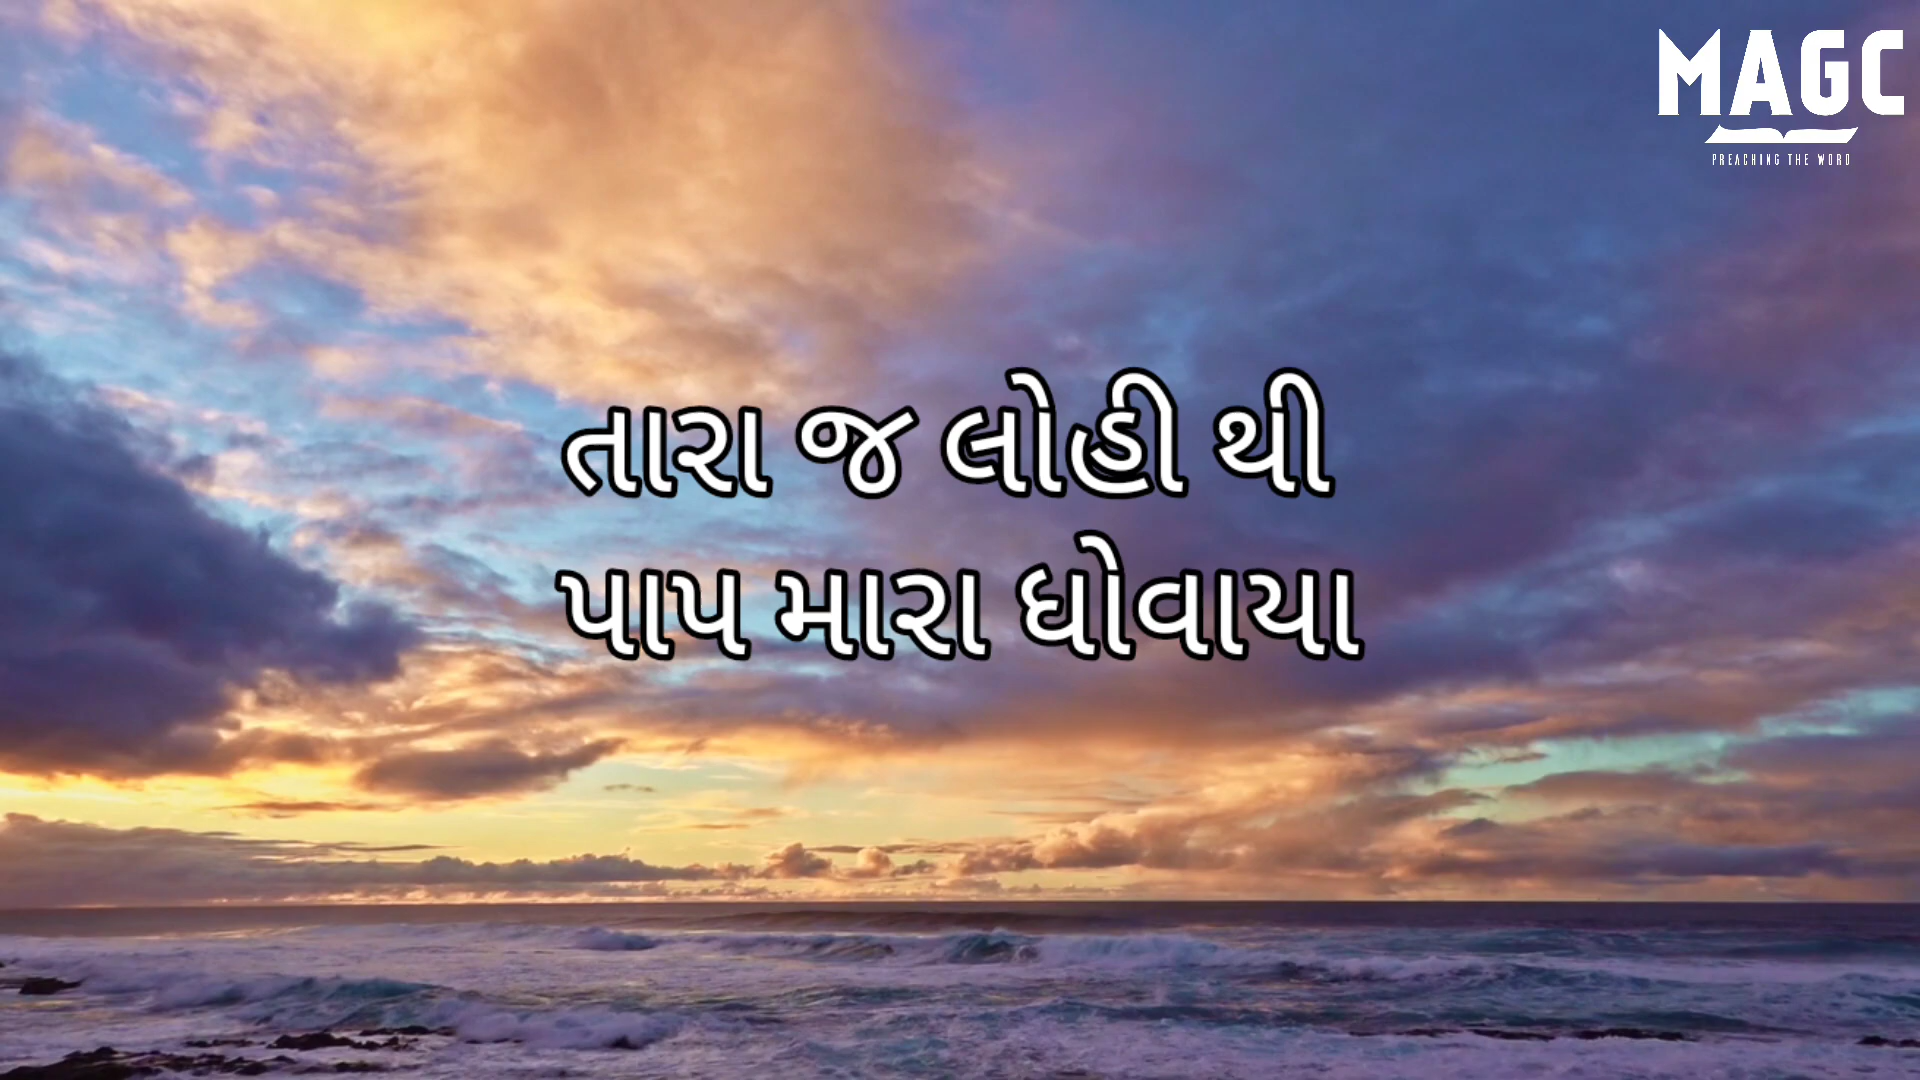 MAGC
PREACHING THE WORD
તારા જ લોહી થી
પાપ મારા ધોવાયા